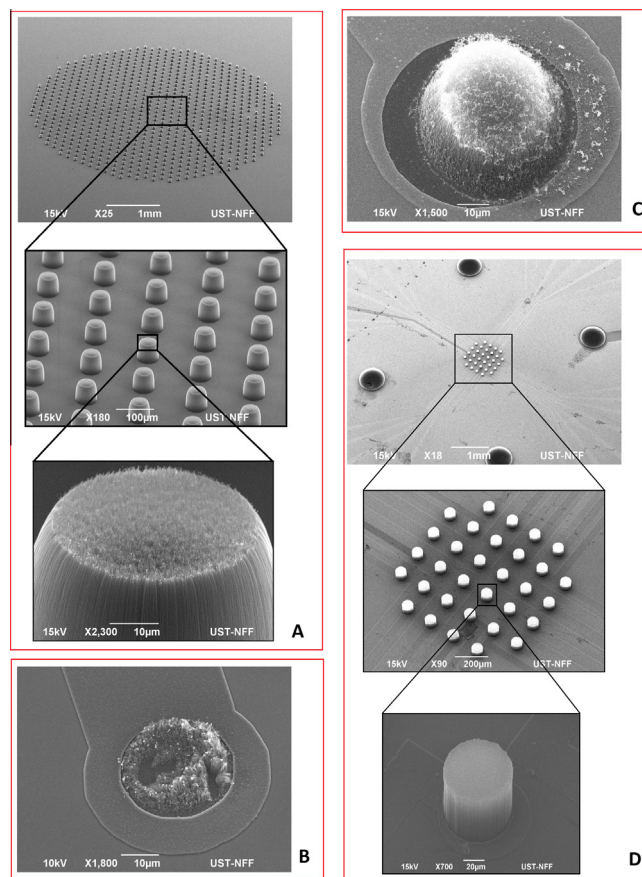 15kV X25 1mm UST-NFF
15kV X180 100µm UST-NFF
15kV X2,300 10µm UST-NFF
A
10kV X1,800 10µm UST-NFF
B
15kV X1,500 10µm UST-NFF
C
15kV X18 1mm UST-NFF
15kV X90 200µm UST-NFF
15kV X700 20µm UST-NFF
D